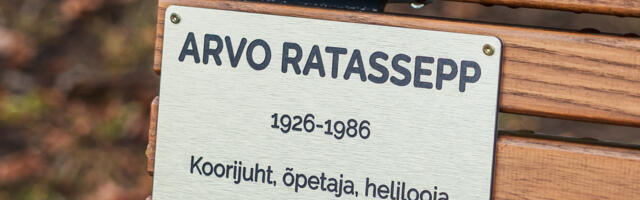 ARVO RATASSEPP
1926-1986
Koorijuht, õpetaja, helilooja